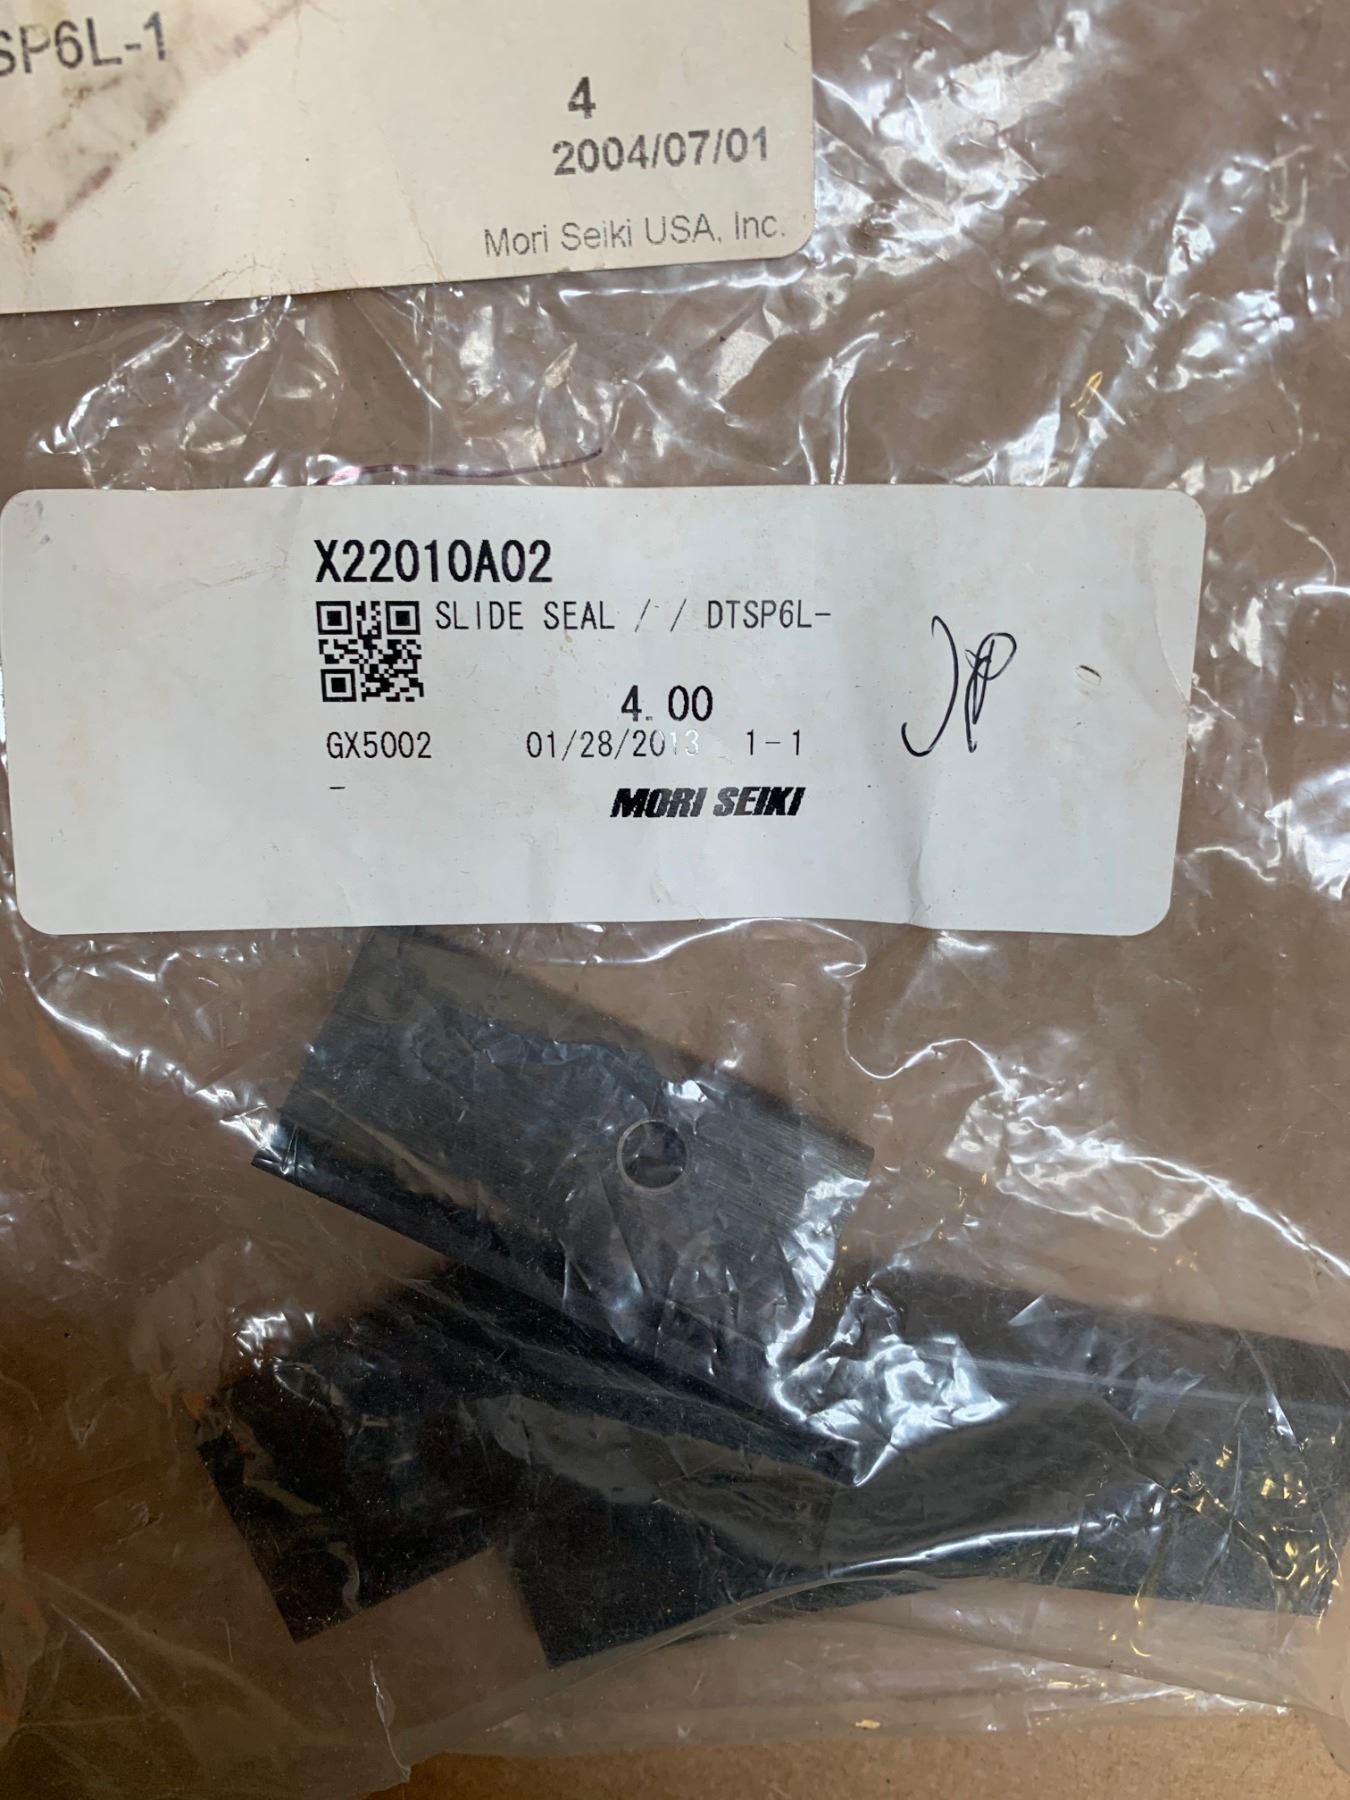 SP6L-1
4
2004/07/01
Mori Seiki USA, Inc.
X22010A02
SLIDE SEAL / / DTSP6L-
4.00
GX5002 01/28/2013 1-1
-
MORI SEIKI